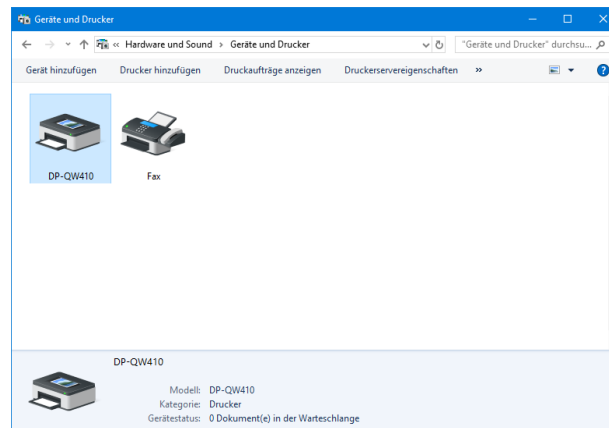 Geräte und Drucker
« Hardware und Sound › Geräte und Drucker
"Geräte und Drucker" durchsu...
Gerät hinzufügen Drucker hinzufügen Druckaufträge anzeigen Druckerservereigenschaften »
DP-QW410 Fax
DP-QW410
Modell: DP-QW410
Kategorie: Drucker
Gerätestatus: 0 Dokument(e) in der Warteschlange